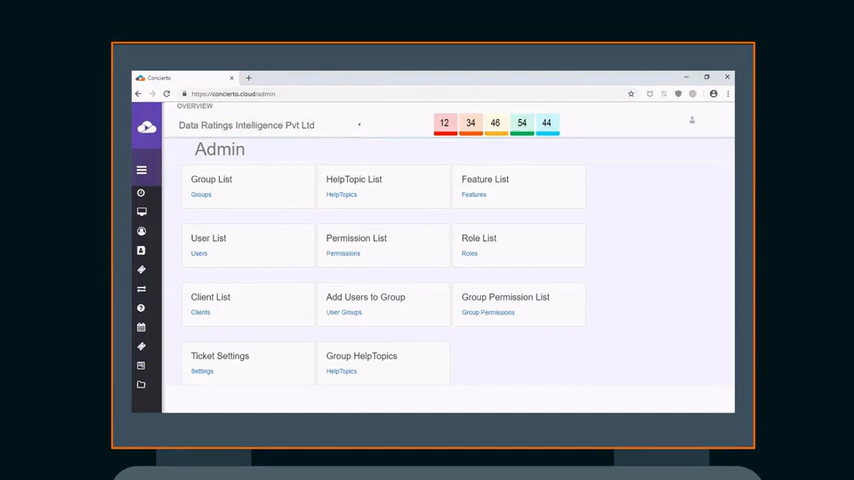 Concierto
https://concierto.cloud/admin
OVERVIEW
Data Ratings Intelligence Pvt Ltd
12 34 46 54 44
Admin
Group List HelpTopic List Feature List
Groups HelpTopics Features
User List Permission List Role List
Users Permissions Roles
Client List Add Users to Group Group Permission List
Clients User Groups Group Permissions
Ticket Settings Group HelpTopics
Settings HelpTopics